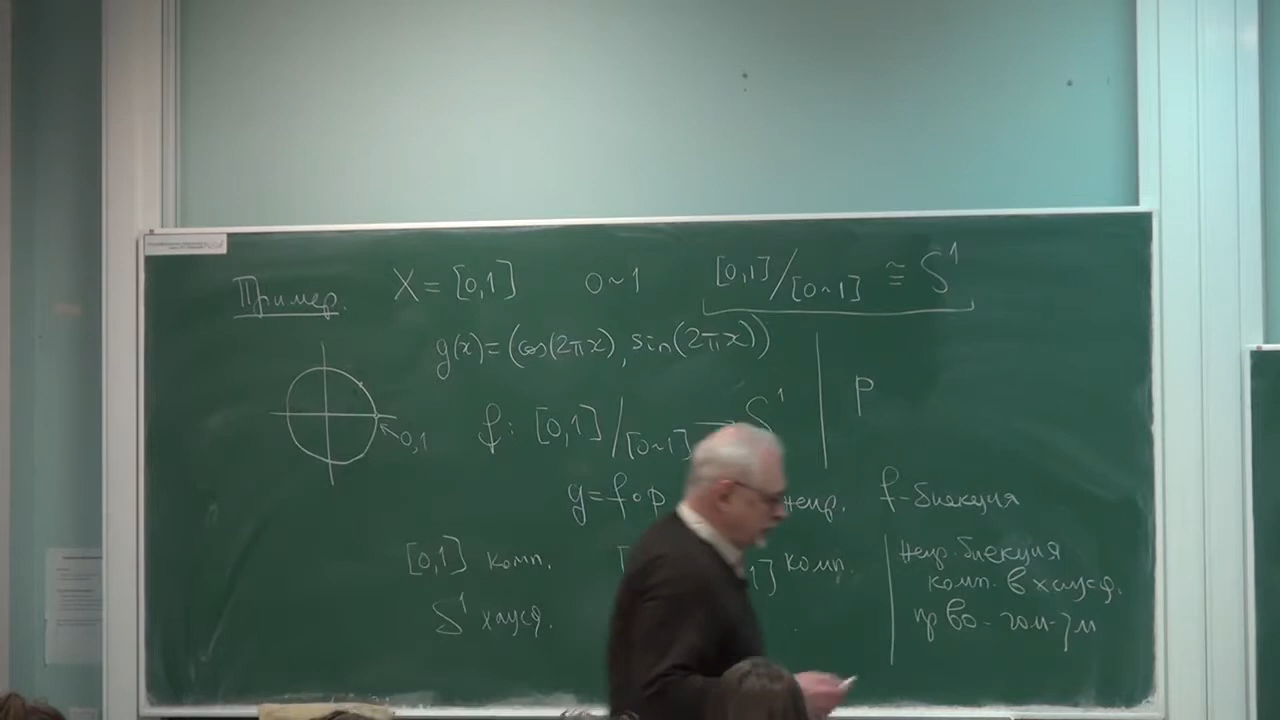 Пример. X = [0,1] 0~1 [0,1]/[0~1] ≅ S¹
g(x) = (cos(2πx), sin(2πx))
0,1
f: [0,1]/[0~1] → S¹ p
g = f∘p непр. f-биекция
[0,1] комп. 1] комп.
S¹ хаусд.
непр. биекция
комп. в хаусд.
пр-во - гом-зм